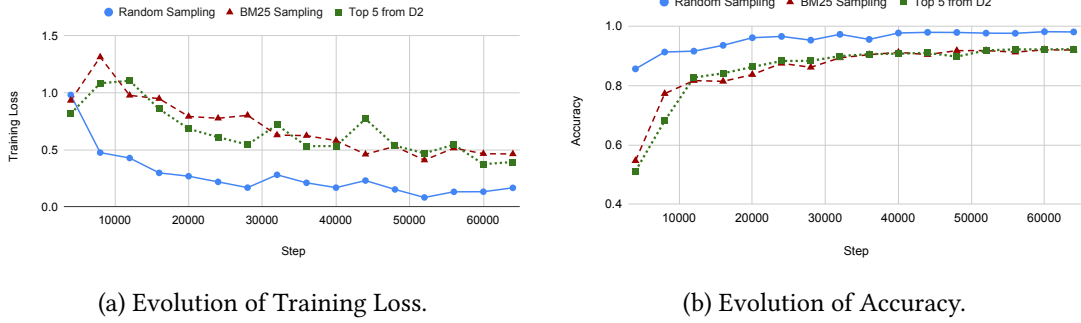 Random Sampling BM25 Sampling Top 5 from D2
1.5
1.0
0.5
0.0
Training Loss
10000 20000 30000 40000 50000 60000
Step
(a) Evolution of Training Loss.
Random Sampling BM25 Sampling Top 5 from D2
1.0
0.8
0.6
0.4
Accuracy
10000 20000 30000 40000 50000 60000
Step
(b) Evolution of Accuracy.